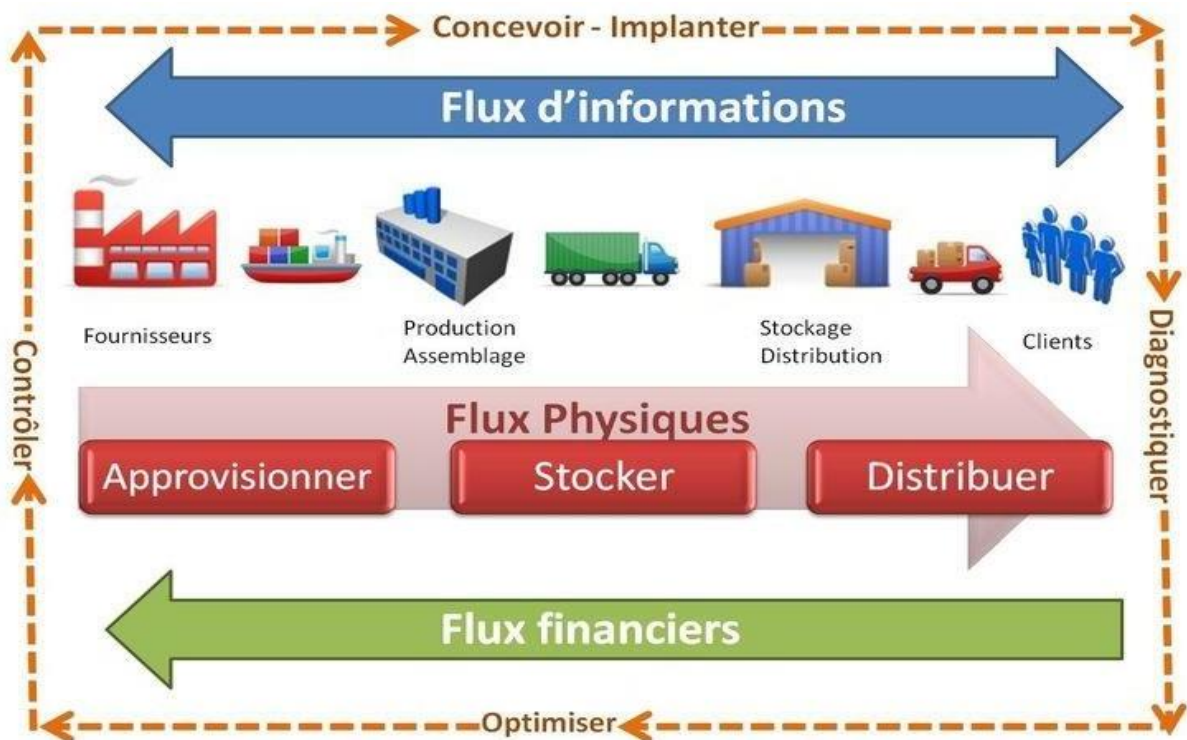 Concevoir - Implanter
Flux d'informations
Fournisseurs
Production
Assemblage
Stockage
Distribution
Clients
Contrôler
Diagnostiquer
Flux Physiques
Approvisionner
Stocker
Distribuer
Flux financiers
Optimiser